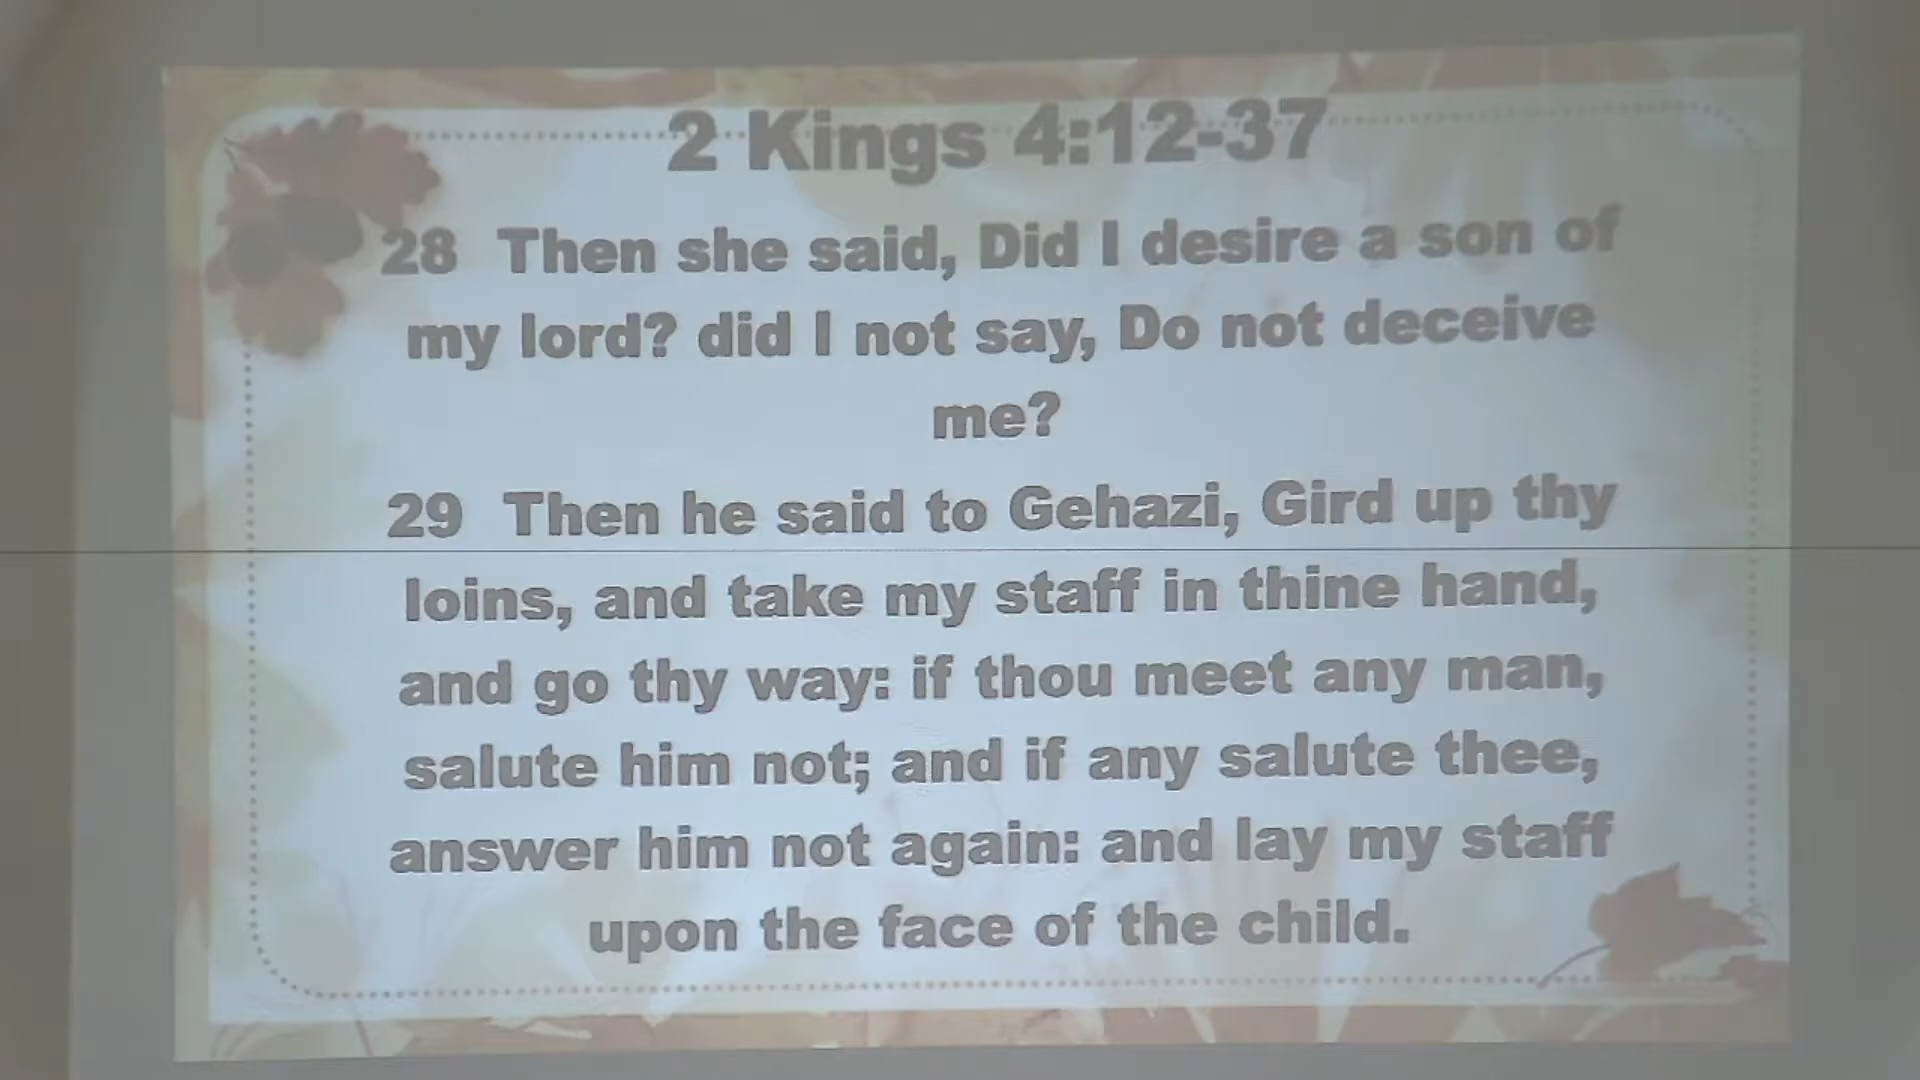 2 Kings 4:12-37
28 Then she said, Did I desire a son of
my lord? did I not say, Do not deceive
me?
29 Then he said to Gehazi, Gird up thy
loins, and take my staff in thine hand,
and go thy way: if thou meet any man,
salute him not; and if any salute thee,
answer him not again: and lay my staff
upon the face of the child.